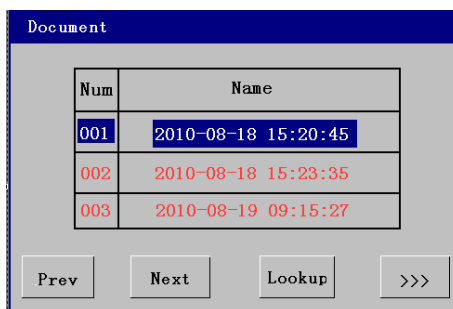 Document
Num Name
001 2010-08-18 15:20:45
002 2010-08-18 15:23:35
003 2010-08-19 09:15:27
Prev Next Lookup >>>